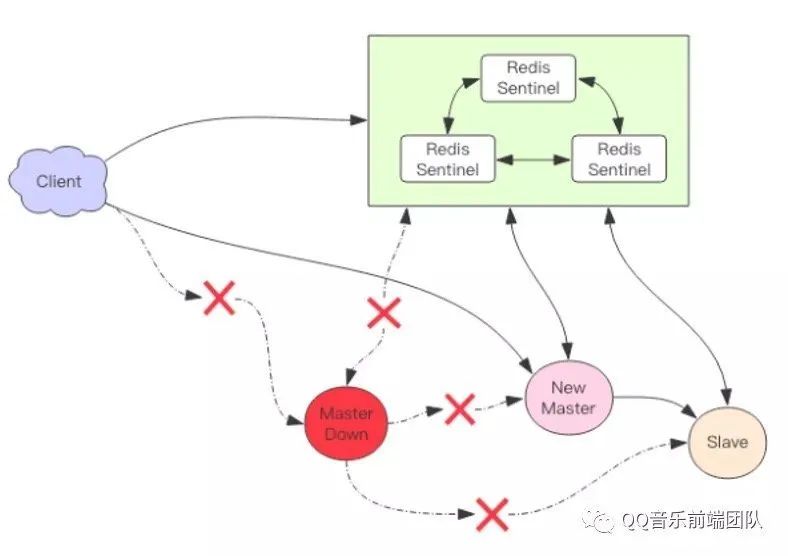 Redis
Sentinel
Redis
Sentinel
Redis
Sentinel
Client
Master
Down
New
Master
Slave
QQ音乐前端团队